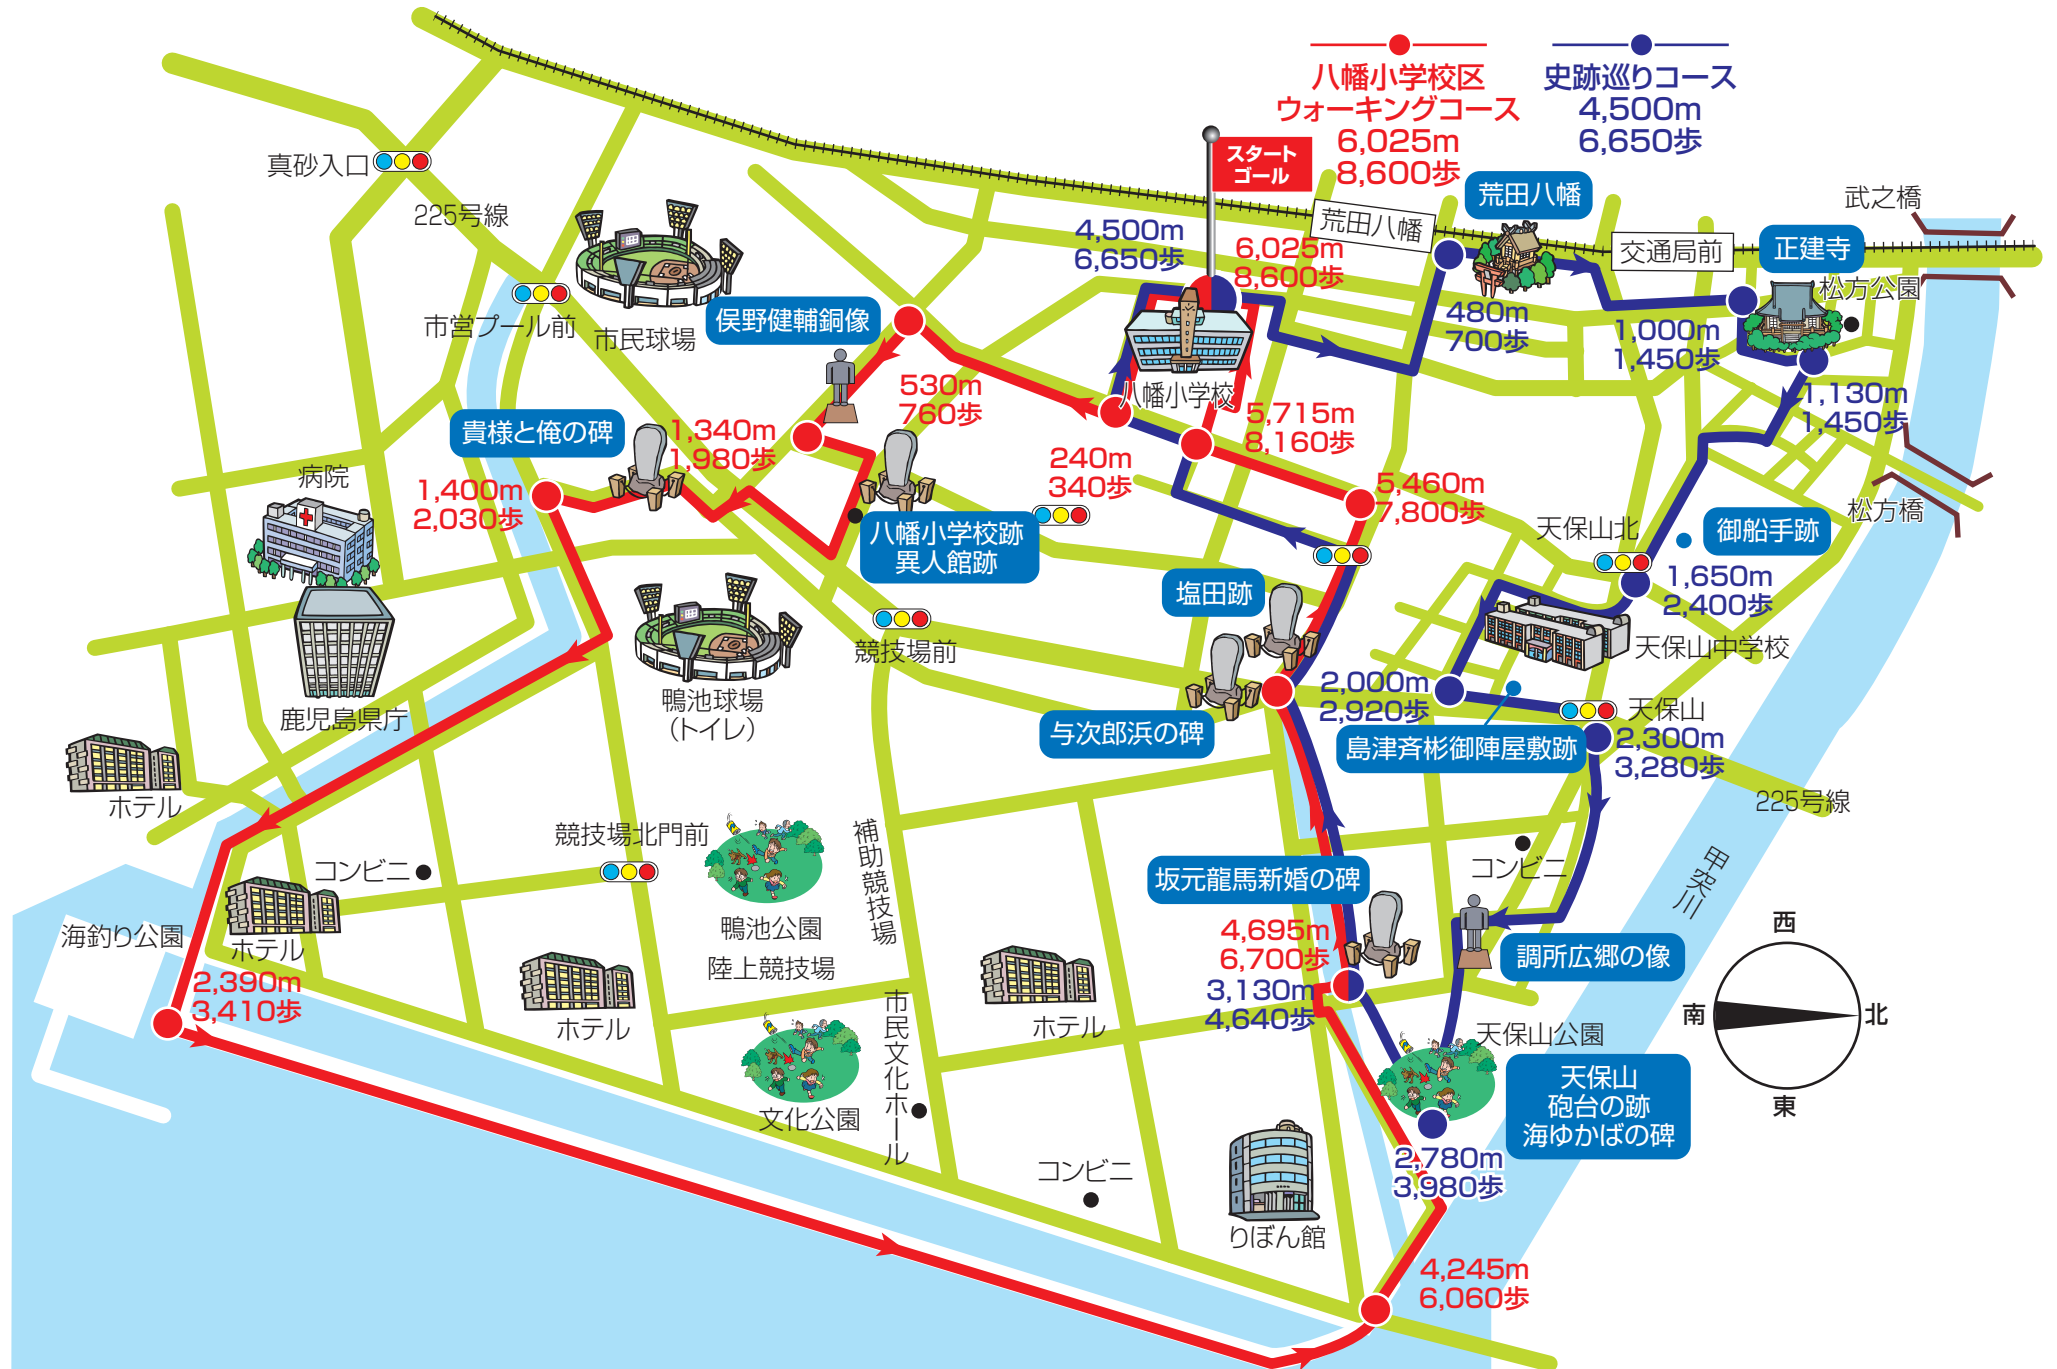 八幡小学校区
ウォーキングコース
6,025m
8,600歩
史跡巡りコース
4,500m
6,650歩
スタート
ゴール
真砂入口
225号線
市営プール前
市民球場
俣野健輔銅像
4,500m
6,650歩
6,025m
8,600歩
荒田八幡
荒田八幡
交通局前
正建寺
武之橋
松方公園
480m
700歩
1,000m
1,450歩
1,130m
1,450歩
八幡小学校
530m
760歩
貴様と俺の碑
1,340m
1,980歩
病院
1,400m
2,030歩
240m
340歩
5,715m
8,160歩
5,460m
7,800歩
八幡小学校跡
異人館跡
天保山北
御船手跡
松方橋
1,650m
2,400歩
塩田跡
天保山中学校
競技場前
鴨池球場
(トイレ)
鹿児島県庁
与次郎浜の碑
2,000m
2,920歩
島津斉彬御陣屋敷跡
天保山
2,300m
3,280歩
225号線
ホテル
競技場北門前
コンビニ
補助競技場
坂元龍馬新婚の碑
コンビニ
甲突川
海釣り公園
ホテル
2,390m
3,410歩
鴨池公園
陸上競技場
ホテル
文化公園
市民文化ホール
ホテル
4,695m
6,700歩
3,130m
4,640歩
調所広郷の像
天保山公園
天保山
砲台の跡
海ゆかばの碑
西
南
北
東
コンビニ
りぼん館
2,780m
3,980歩
4,245m
6,060歩